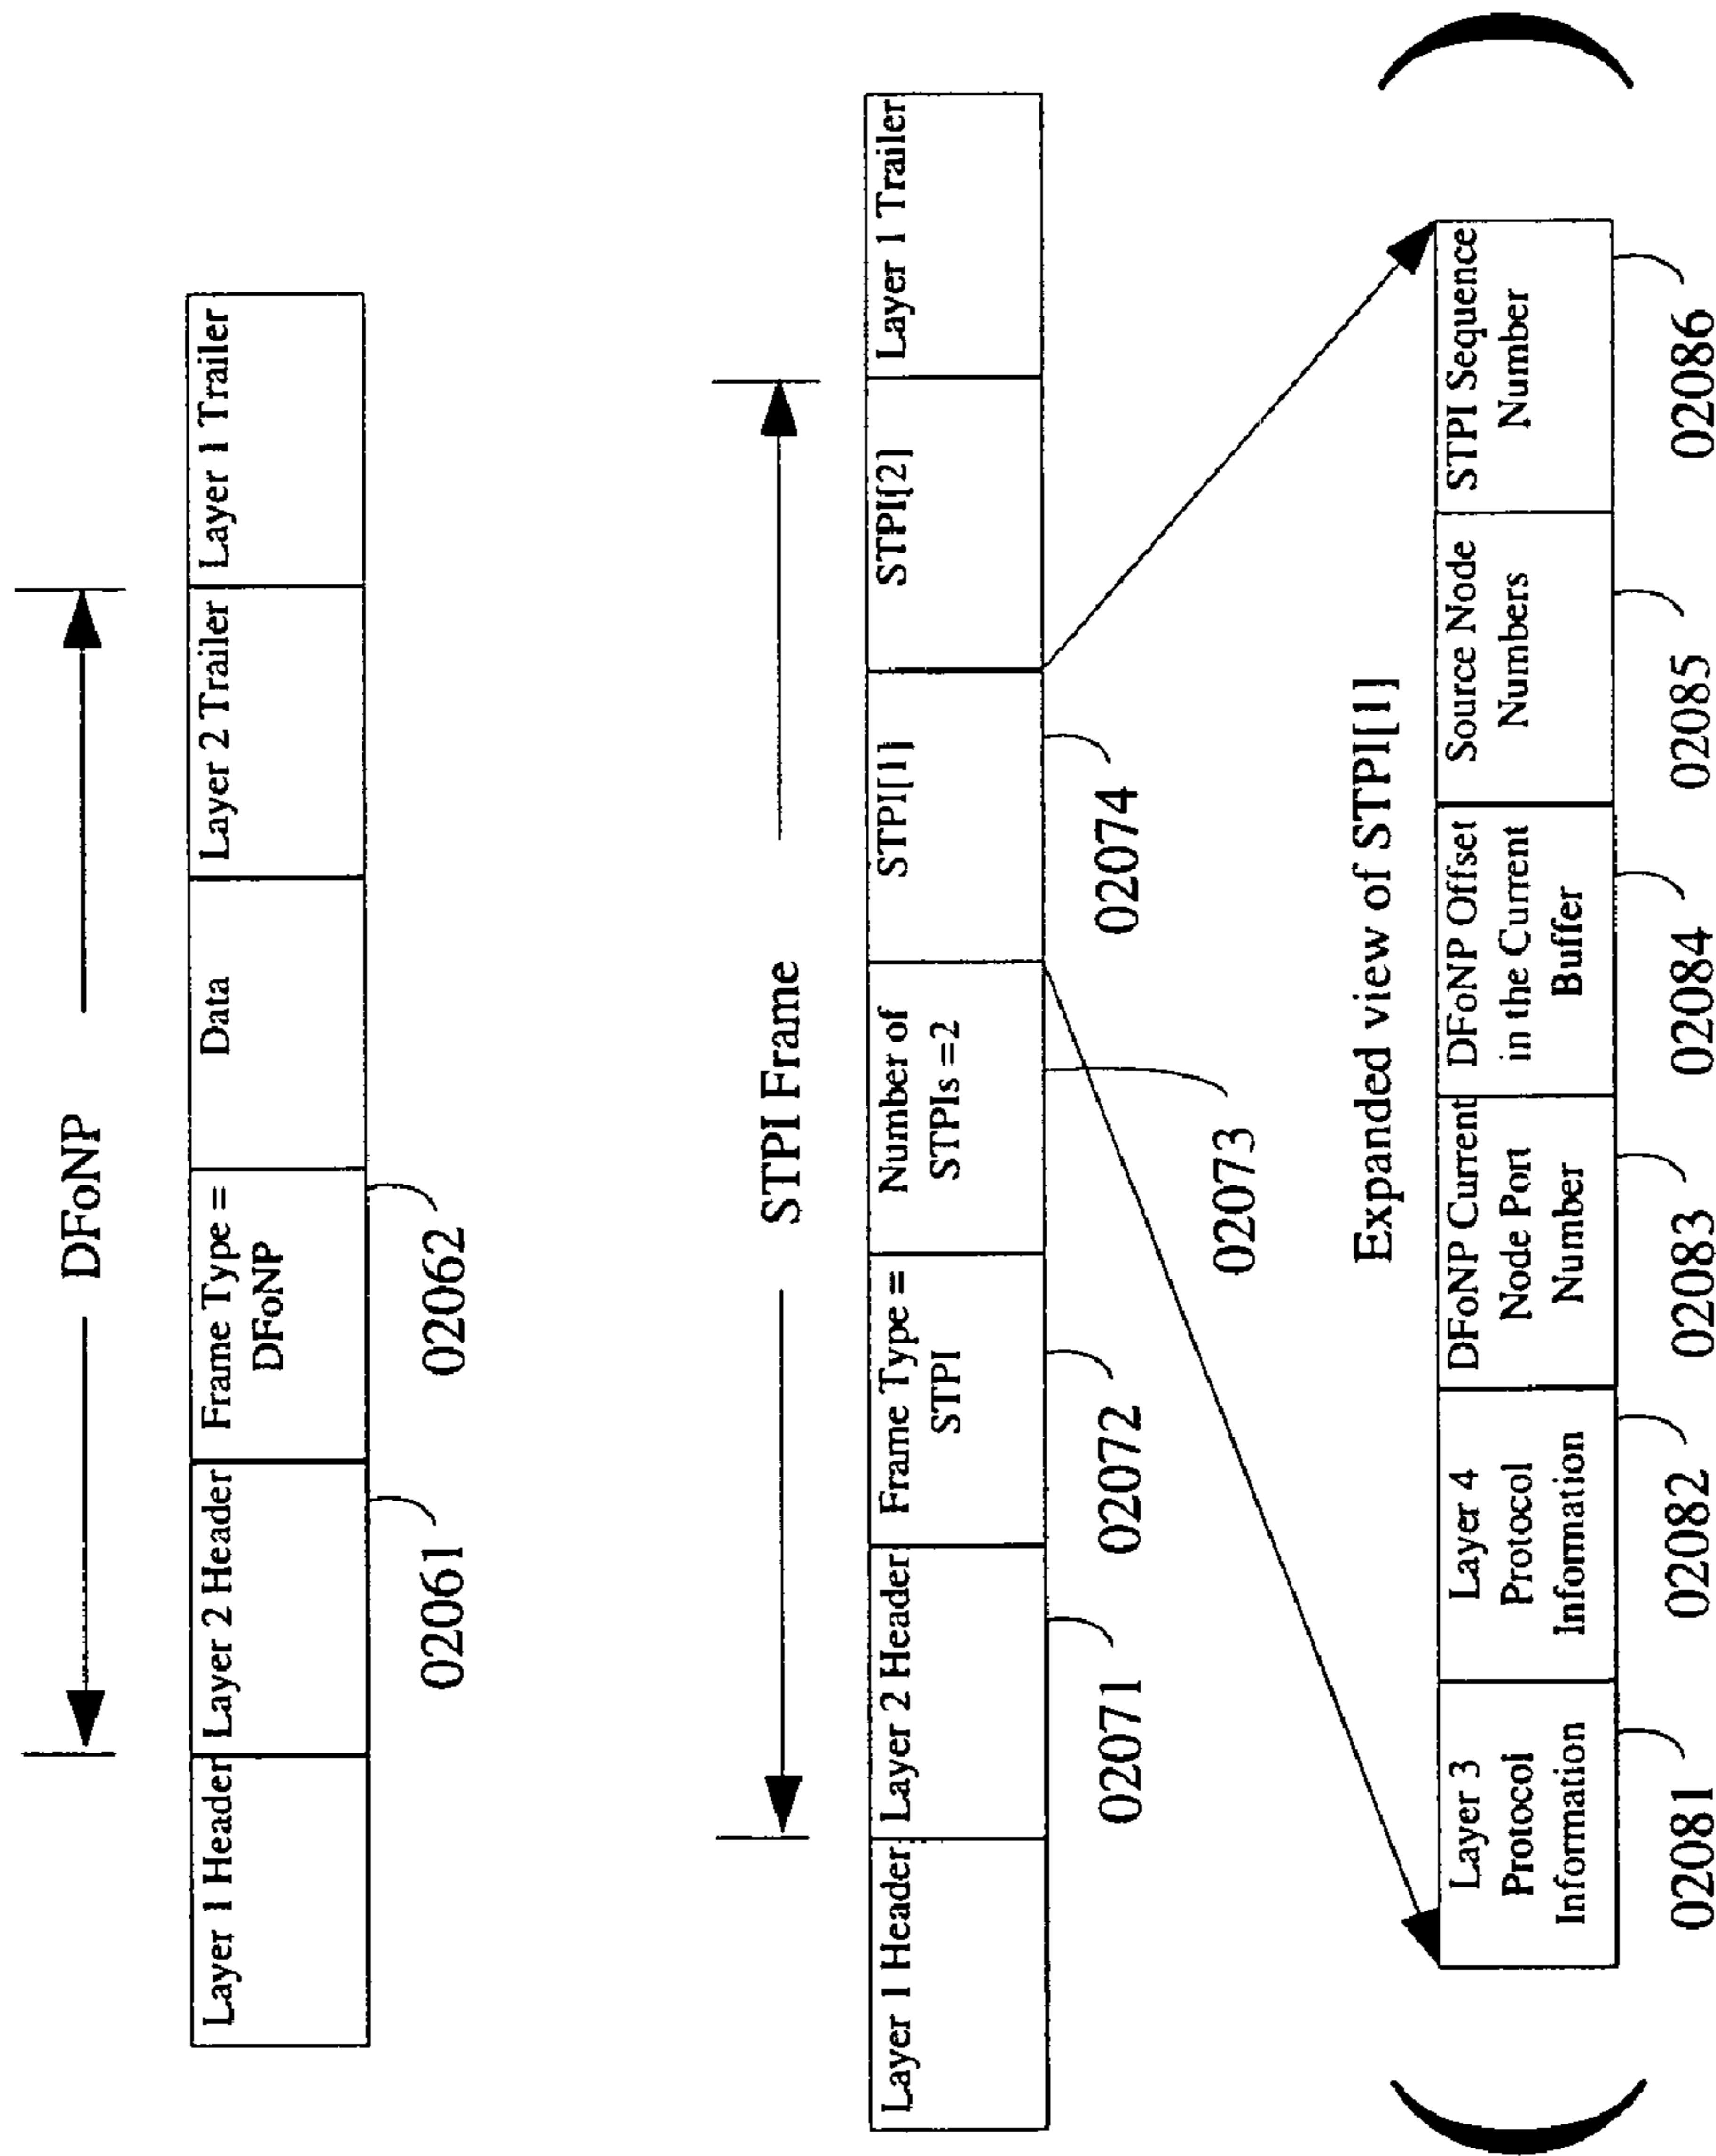 DFoNP
Layer 1 Header
Layer 2 Header
Frame Type =
DFoNP
Data
Layer 2 Trailer
Layer 1 Trailer
02061
02062
STPI Frame
Layer 1 Header
Layer 2 Header
Frame Type =
STPI
Number of
STPIs =2
STPI[1]
STPI[2]
Layer 1 Trailer
02071
02072
02073
02074
Expanded view of STPI[1]
Layer 3
Protocol
Information
Layer 4
Protocol
Information
DFoNP Current
Node Port
Number
DFoNP Offset
in the Current
Buffer
Source Node
Numbers
STPI Sequence
Number
02081
02082
02083
02084
02085
02086